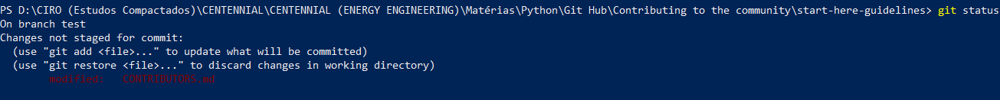 PS D:\CIRO (Estudos Compactados)\CENTENNIAL\CENTENNIAL (ENERGY ENGINEERING)\Matérias\Python\Git Hub\Contributing to the community\start-here-guidelines> git status
On branch test
Changes not staged for commit:
  (use "git add <file>..." to update what will be committed)
  (use "git restore <file>..." to discard changes in working directory)
        modified:   CONTRIBUTORS.md